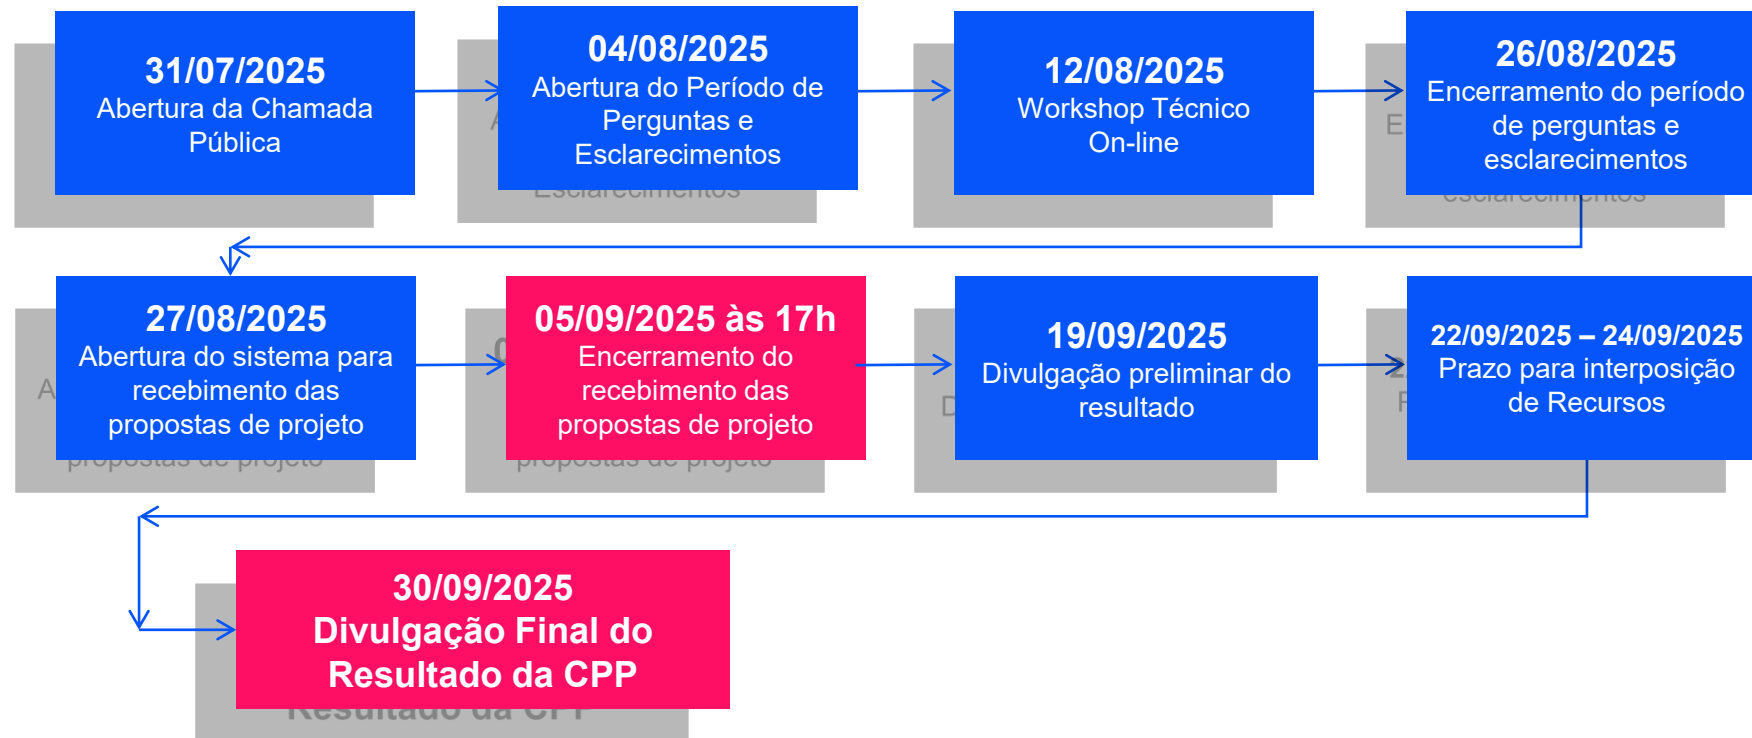 31/07/2025
Abertura da Chamada
Pública
04/08/2025
Abertura do Período de
Perguntas e
Esclarecimentos
12/08/2025
Workshop Técnico
On-line
26/08/2025
Encerramento do período
de perguntas e
esclarecimentos
27/08/2025
Abertura do sistema para
recebimento das
propostas de projeto
05/09/2025 às 17h
Encerramento do
recebimento das
propostas de projeto
19/09/2025
Divulgação preliminar do
resultado
22/09/2025 – 24/09/2025
Prazo para interposição
de Recursos
30/09/2025
Divulgação Final do
Resultado da CPP